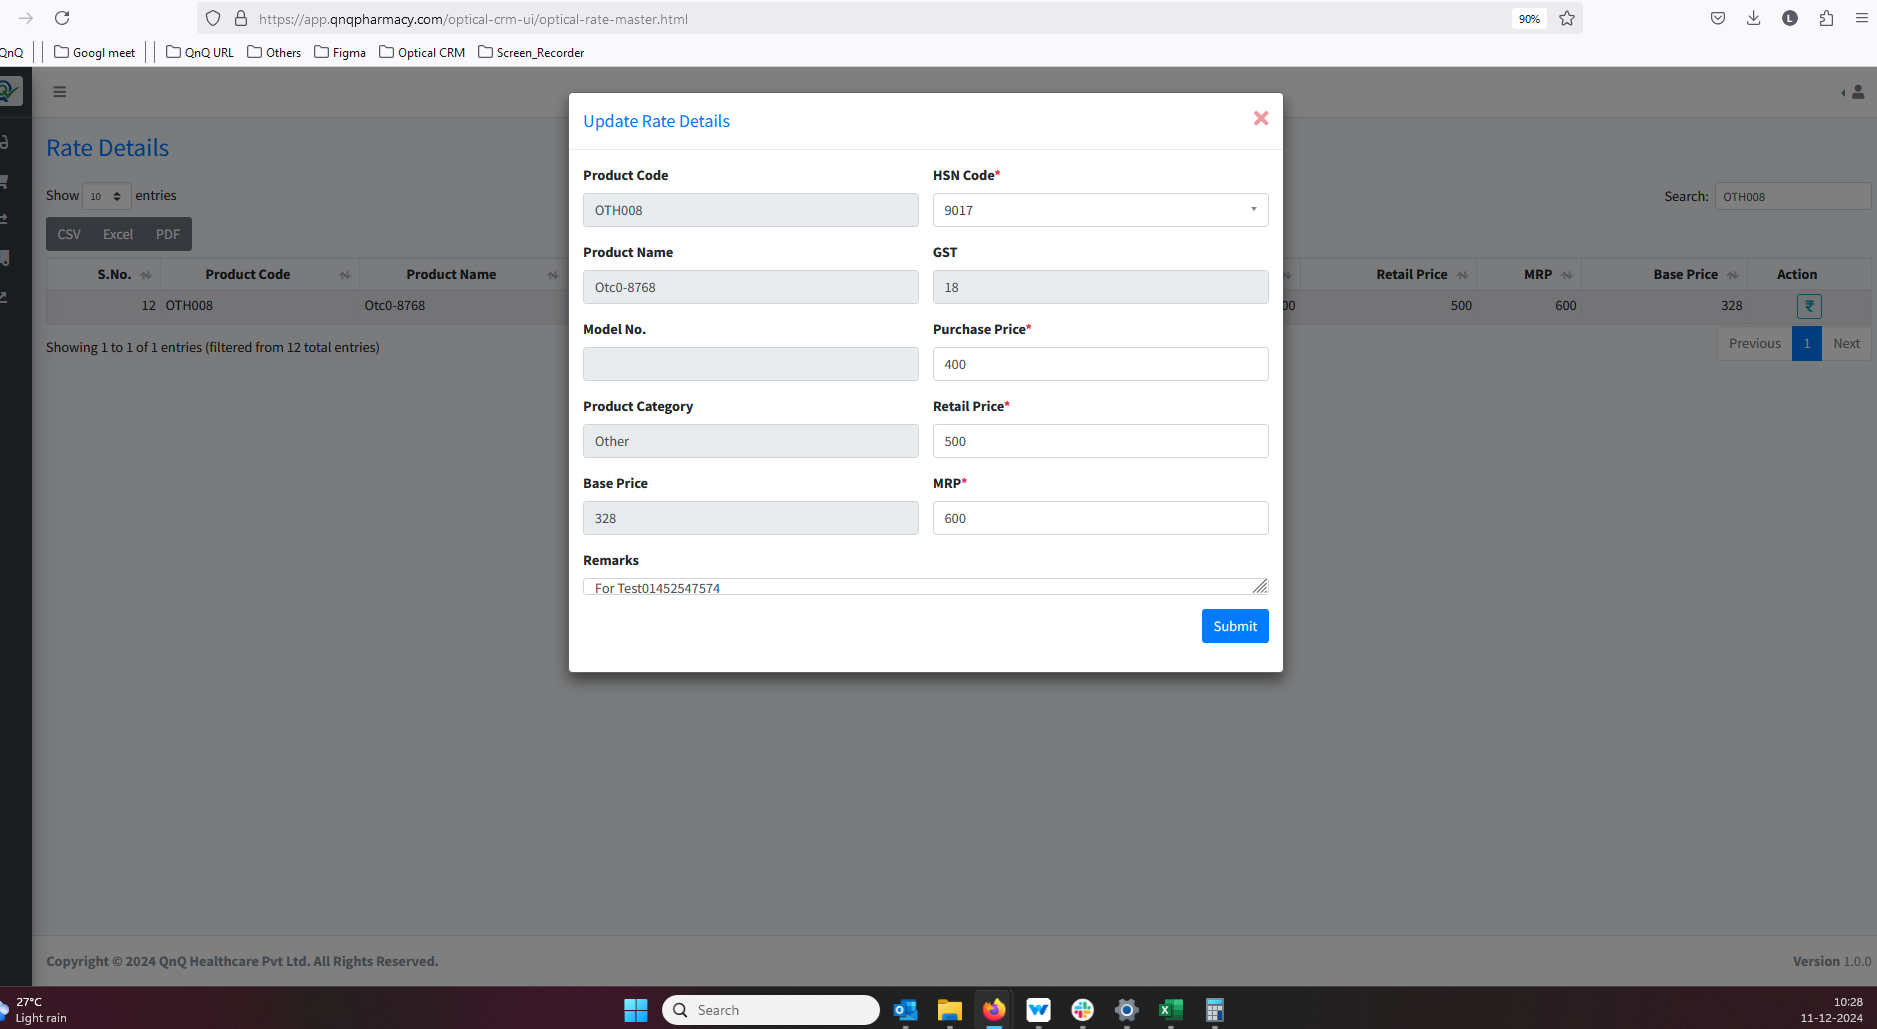 https://app.qnqpharmacy.com/optical-crm-ui/optical-rate-master.html
90%
L
QnQ
Googl meet
QnQ URL
Others
Figma
Optical CRM
Screen_Recorder
Rate Details
Show 10 entries
Search: OTH008
CSV Excel PDF
S.No. Product Code Product Name Retail Price MRP Base Price Action
12 OTH008 Otc0-8768 00 500 600 328 ₹
Showing 1 to 1 of 1 entries (filtered from 12 total entries)
Previous 1 Next
Update Rate Details
Product Code
OTH008
HSN Code*
9017
Product Name
Otc0-8768
GST
18
Model No.
Purchase Price*
400
Product Category
Other
Retail Price*
500
Base Price
328
MRP*
600
Remarks
For Test01452547574
Submit
Copyright © 2024 QnQ Healthcare Pvt Ltd. All Rights Reserved.
Version 1.0.0
27°C
Light rain
Search
10:28
11-12-2024